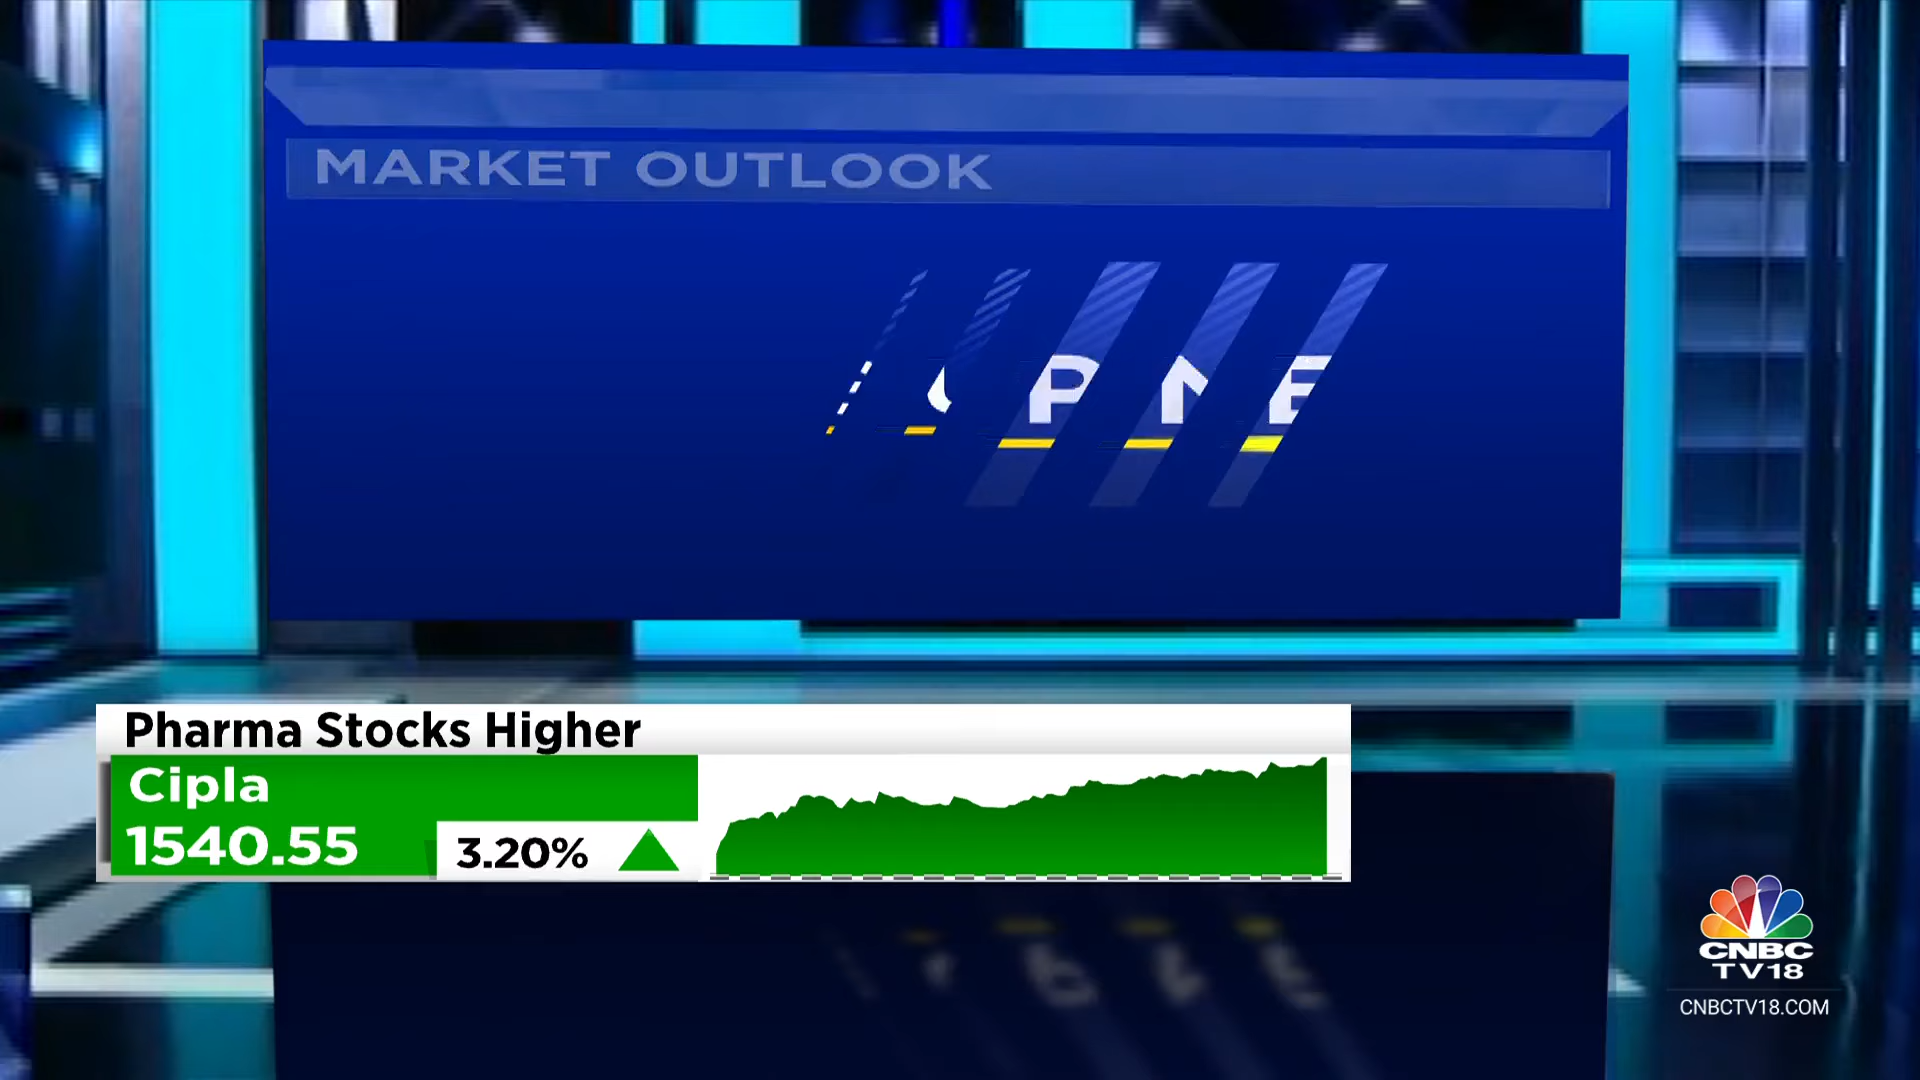 MARKET OUTLOOK
Pharma Stocks Higher
Cipla
1540.55
3.20%
CNBC
TV18
CNBCTV18.COM